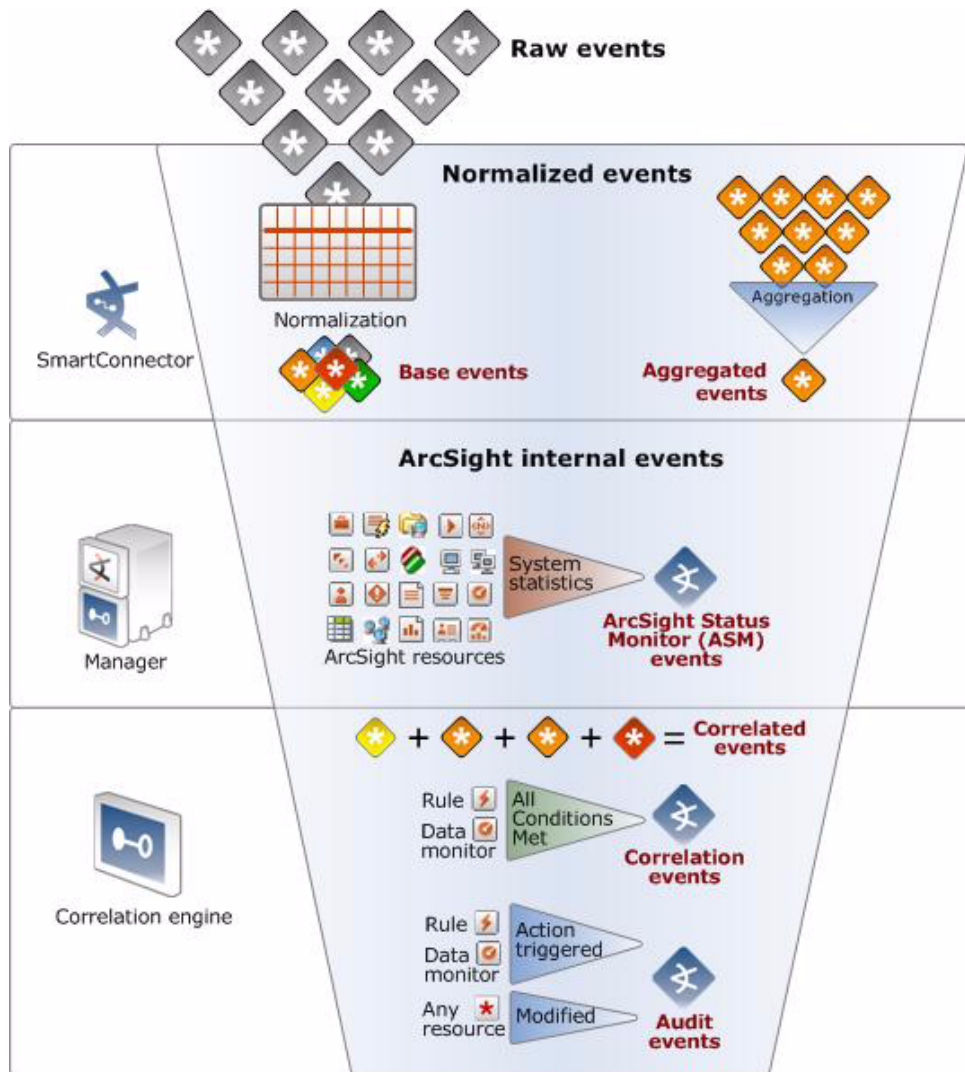 Raw events
Normalized events
Normalization
Aggregation
SmartConnector
Base events
Aggregated
events
ArcSight internal events
System
statistics
ArcSight resources
ArcSight Status
Monitor (ASM)
events
Manager
+ + + = Correlated
events
Rule
Data
monitor
All
Conditions
Met
Correlation
events
Correlation engine
Rule
Data
monitor
Action
triggered
Any
resource
Modified
Audit
events